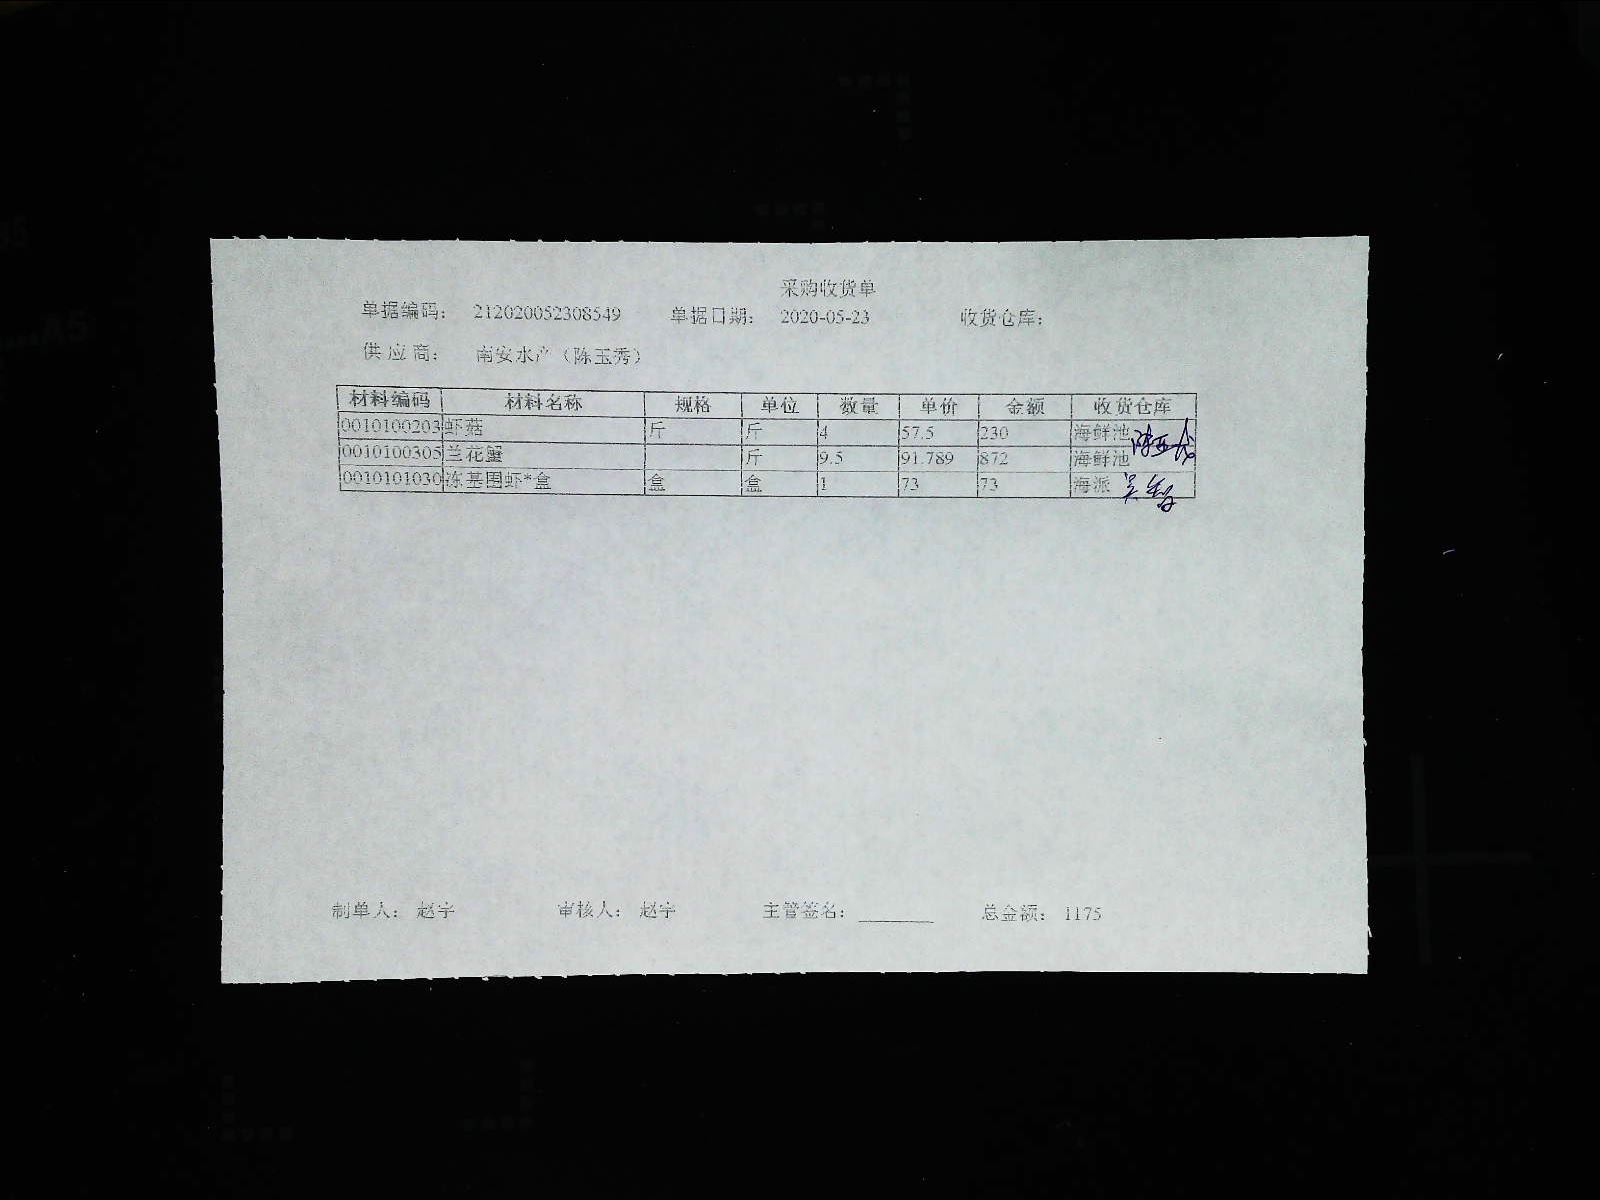 采购收货单
单据编码： 212020052308549 单据日期： 2020-05-23 收货仓库：
供应商： 南安水产（陈玉秀）
材料编码 材料名称 规格 单位 数量 单价 金额 收货仓库
0010100203 虾菇 斤 斤 4 57.5 230 海鲜池
0010100305 兰花蟹 斤 9.5 91.789 872 海鲜池
0010101030 冻基围虾*盒 盒 盒 1 73 73 海派
制单人： 赵宇 审核人： 赵宇 主管签名： 总金额： 1175